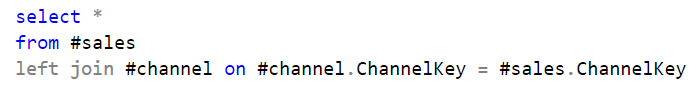 select *
from #sales
left join #channel on #channel.ChannelKey = #sales.ChannelKey